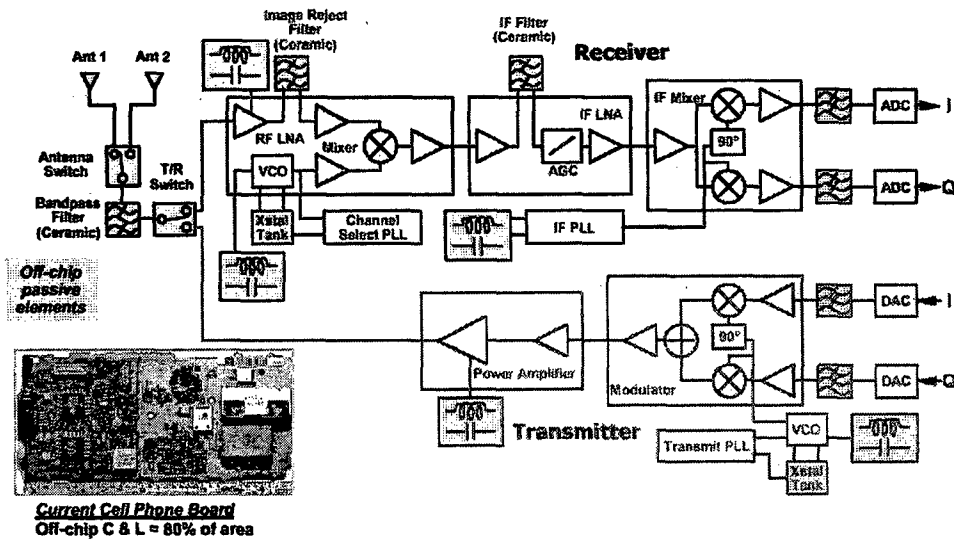 Image Reject
Filter
(Ceramic)
IF Filter
(Ceramic)
Receiver
Ant 1
Ant 2
RF LNA
Mixer
IF LNA
AGC
IF Mixer
90°
ADC
I
ADC
Q
Antenna
Switch
T/R
Switch
VCO
Xstal
Tank
Channel
Select PLL
IF PLL
Bandpass
Filter
(Ceramic)
Off-chip
passive
elements
Power Amplifier
Modulator
90°
DAC
I
DAC
Q
Transmitter
Transmit PLL
VCO
Xstal
Tank
Current Cell Phone Board
Off-chip C & L = 80% of area